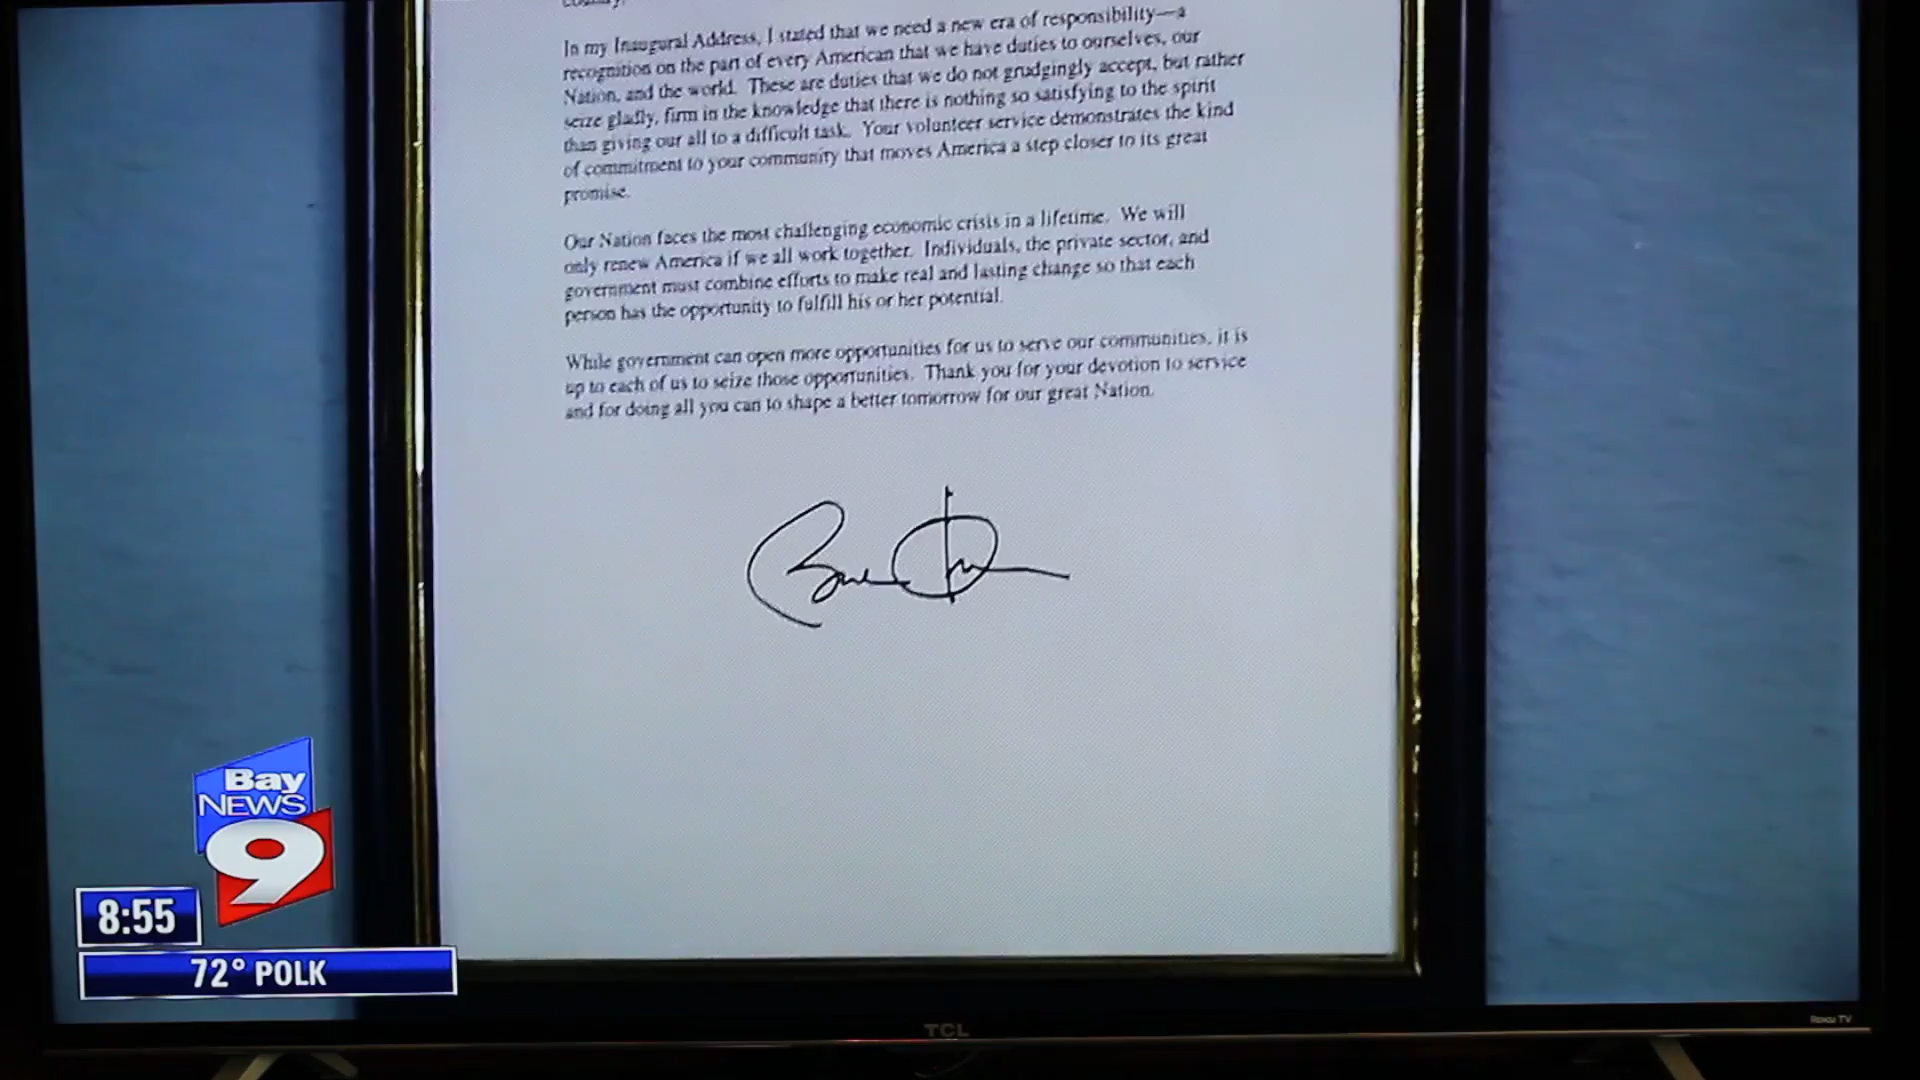 country.
In my Inaugural Address, I stated that we need a new era of responsibility—a
recognition on the part of every American that we have duties to ourselves, our
Nation, and the world. These are duties that we do not grudgingly accept, but rather
seize gladly, firm in the knowledge that there is nothing so satisfying to the spirit
than giving our all to a difficult task. Your volunteer service demonstrates the kind
of commitment to your community that moves America a step closer to its great
promise.
Our Nation faces the most challenging economic crisis in a lifetime. We will
only renew America if we all work together. Individuals, the private sector, and
government must combine efforts to make real and lasting change so that each
person has the opportunity to fulfill his or her potential.
While government can open more opportunities for us to serve our communities, it is
up to each of us to seize those opportunities. Thank you for your devotion to service
and for doing all you can to shape a better tomorrow for our great Nation.
Bay
NEWS
9
8:55
72° POLK
TCL
Roku TV